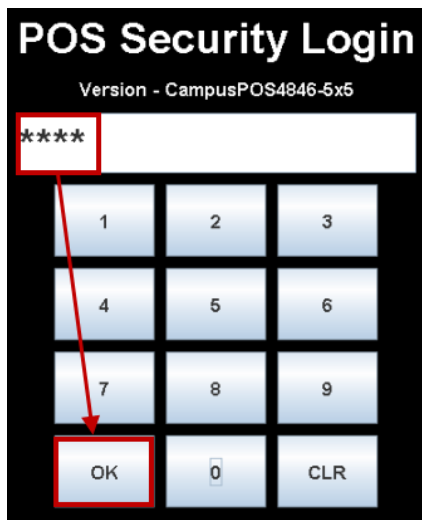 POS Security Login
Version - CampusPOS4846-5x5
****
1 2 3
4 5 6
7 8 9
OK 0 CLR